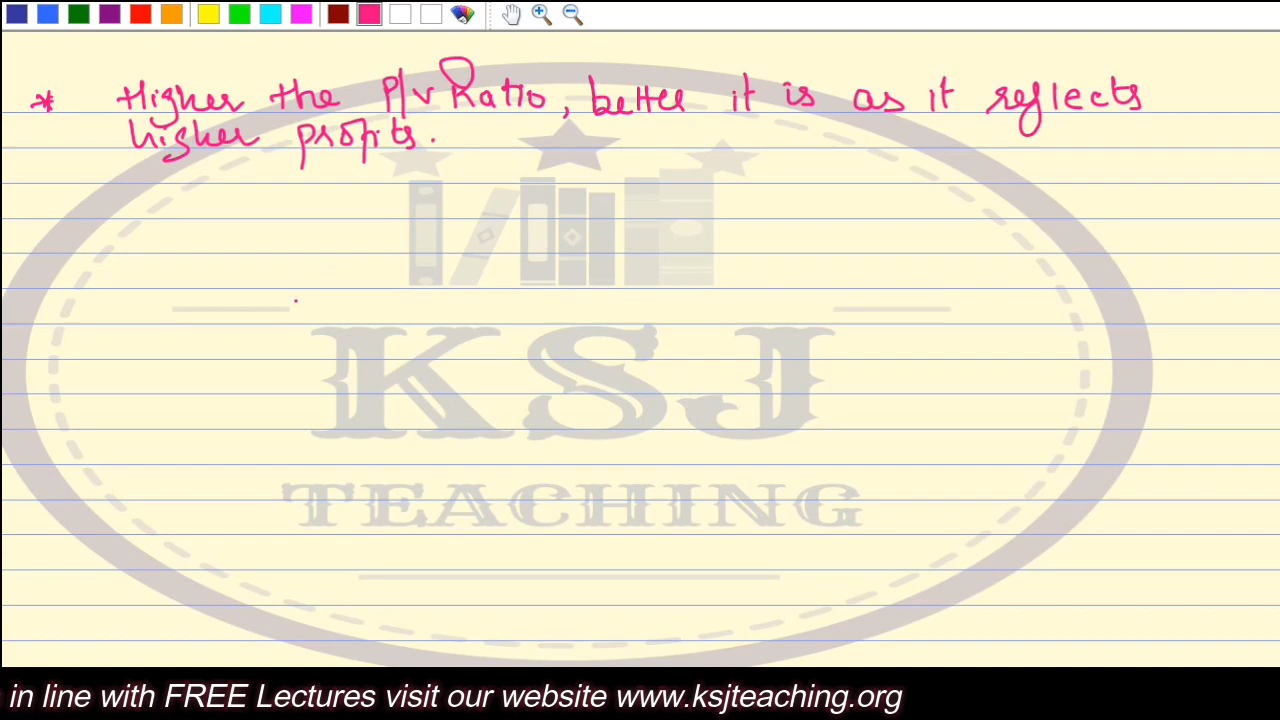 * Higher the P/V Ratio, better it is as it reflects
higher profits.
KSJ
TEACHING
in line with FREE Lectures visit our website www.ksjteaching.org